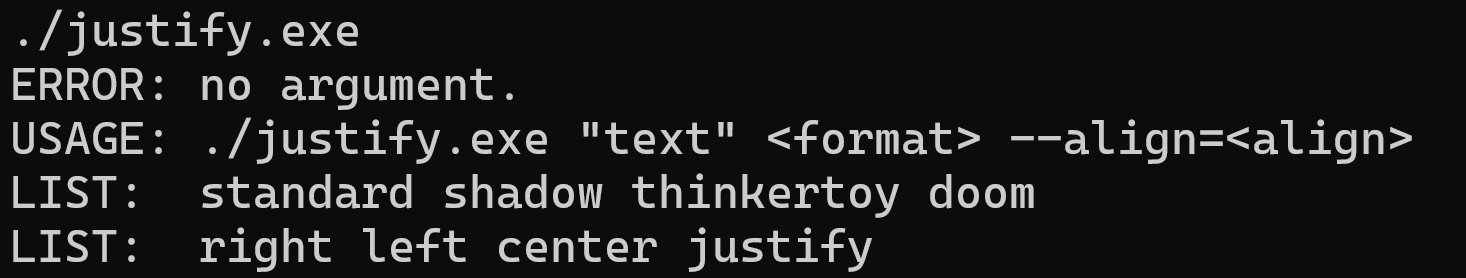 ./justify.exe
ERROR: no argument.
USAGE: ./justify.exe "text" <format> --align=<align>
LIST:  standard shadow thinkertoy doom
LIST:  right left center justify